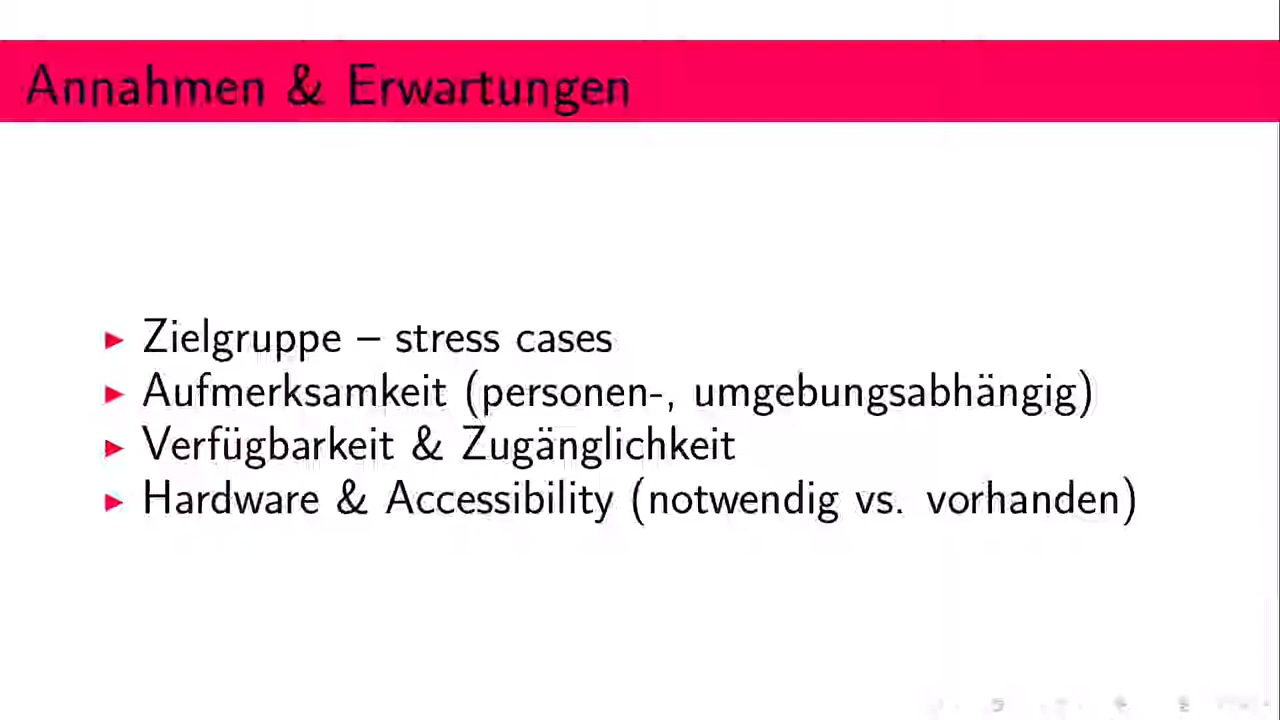 Annahmen & Erwartungen
Zielgruppe – stress cases
Aufmerksamkeit (personen-, umgebungsabhängig)
Verfügbarkeit & Zugänglichkeit
Hardware & Accessibility (notwendig vs. vorhanden)